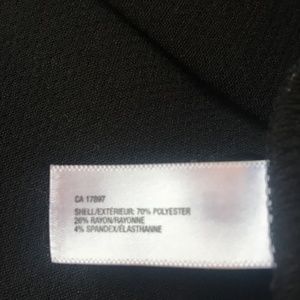 CA 17897
SHELL/EXTÉRIEUR: 70% POLYESTER
26% RAYON/RAYONNE
4% SPANDEX/ÉLASTHANNE